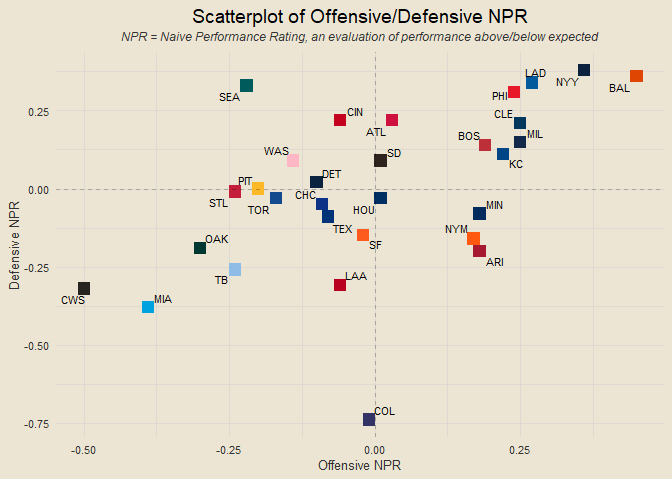 Scatterplot of Offensive/Defensive NPR
NPR = Naive Performance Rating, an evaluation of performance above/below expected
LAD
NYY
BAL
SEA
PHI
0.25
CIN
CLE
ATL
BOS
MIL
WAS
SD
KC
PIT
DET
0.00
STL
CHC
TOR
HOU
MIN
TEX
NYM
OAK
SF
ARI
-0.25
TB
LAA
CWS
MIA
-0.50
COL
-0.75
Defensive NPR
-0.50
-0.25
0.00
0.25
Offensive NPR